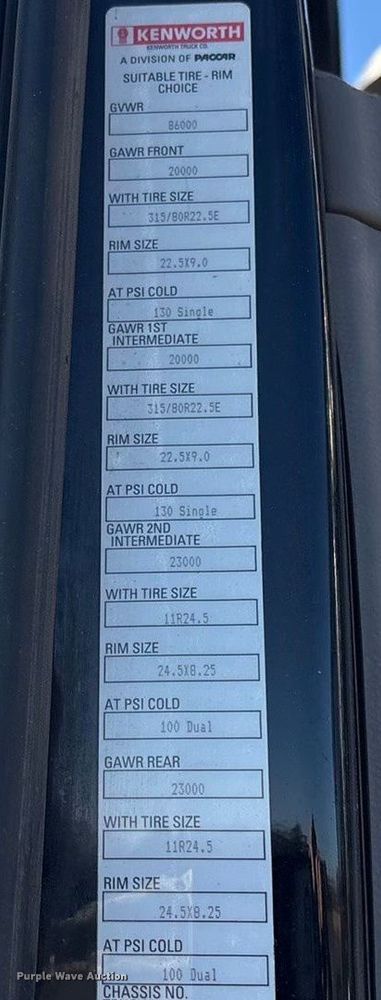 KENWORTH
KENWORTH TRUCK CO.
A DIVISION OF PACCAR
SUITABLE TIRE - RIM
CHOICE
GVWR
86000
GAWR FRONT
20000
WITH TIRE SIZE
315/80R22.5E
RIM SIZE
22.5X9.0
AT PSI COLD
130 Single
GAWR 1ST
INTERMEDIATE
20000
WITH TIRE SIZE
315/80R22.5E
RIM SIZE
22.5X9.0
AT PSI COLD
130 Single
GAWR 2ND
INTERMEDIATE
23000
WITH TIRE SIZE
11R24.5
RIM SIZE
24.5X8.25
AT PSI COLD
100 Dual
GAWR REAR
23000
WITH TIRE SIZE
11R24.5
RIM SIZE
24.5X8.25
AT PSI COLD
100 Dual
CHASSIS NO.
Purple Wave Auction